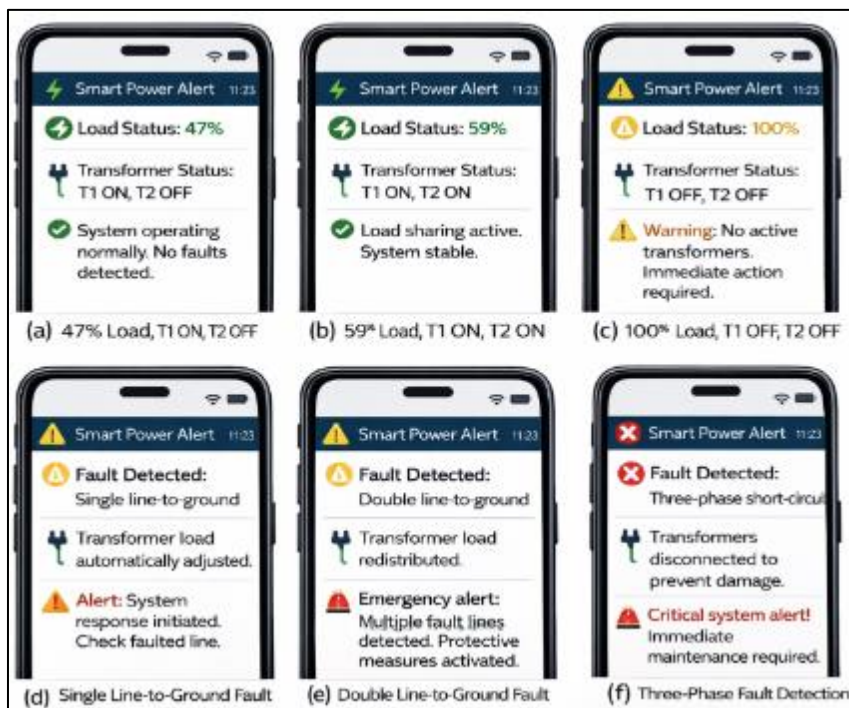 Smart Power Alert 11:23
Load Status: 47%
Transformer Status:
T1 ON, T2 OFF
System operating
normally. No faults
detected.
(a) 47% Load, T1 ON, T2 OFF
Smart Power Alert 11:23
Load Status: 59%
Transformer Status:
T1 ON, T2 ON
Load sharing active.
System stable.
(b) 59% Load, T1 ON, T2 ON
Smart Power Alert 11:23
Load Status: 100%
Transformer Status:
T1 OFF, T2 OFF
Warning: No active
transformers.
Immediate action
required.
(c) 100% Load, T1 OFF, T2 OFF
Smart Power Alert 11:23
Fault Detected:
Single line-to-ground
Transformer load
automatically adjusted.
Alert: System
response initiated.
Check faulted line.
(d) Single Line-to-Ground Fault
Smart Power Alert 11:23
Fault Detected:
Double line-to-ground
Transformer load
redistributed.
Emergency alert:
Multiple fault lines
detected. Protective
measures activated.
(e) Double Line-to-Ground Fault
Smart Power Alert 11:23
Fault Detected:
Three-phase short-circui
Transformers
disconnected to
prevent damage.
Critical system alert!
Immediate
maintenance required.
(f) Three-Phase Fault Detection